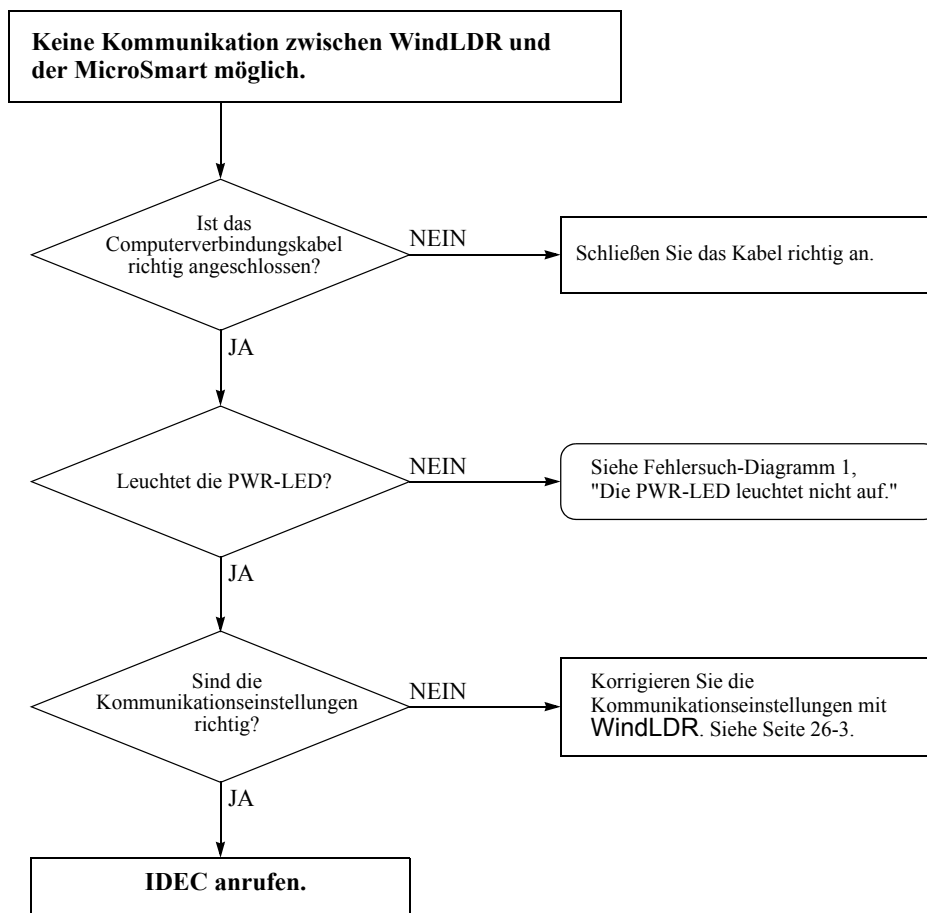 Keine Kommunikation zwischen WindLDR und
der MicroSmart möglich.
Ist das
Computerverbindungskabel
richtig angeschlossen?
NEIN
Schließen Sie das Kabel richtig an.
JA
Leuchtet die PWR-LED?
NEIN
Siehe Fehlersuch-Diagramm 1,
"Die PWR-LED leuchtet nicht auf."
JA
Sind die
Kommunikationseinstellungen
richtig?
NEIN
Korrigieren Sie die
Kommunikationseinstellungen mit
WindLDR. Siehe Seite 26-3.
JA
IDEC anrufen.